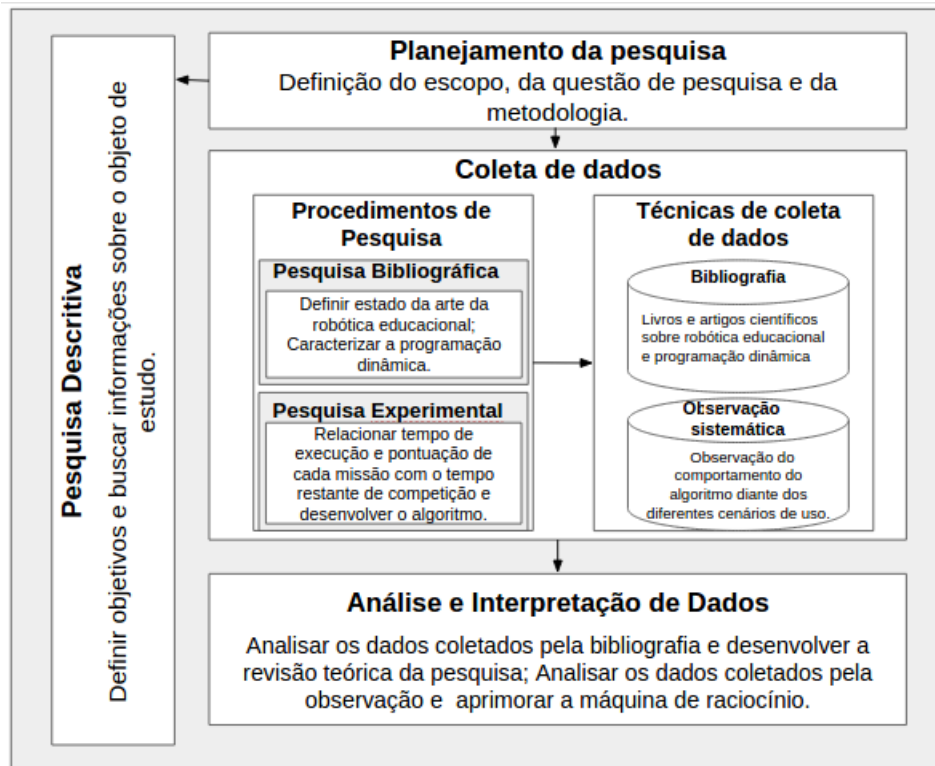 Planejamento da pesquisa
Definição do escopo, da questão de pesquisa e da
metodologia.
Pesquisa Descritiva
Definir objetivos e buscar informações sobre o objeto de
estudo.
Coleta de dados
Procedimentos de
Pesquisa
Pesquisa Bibliográfica
Definir estado da arte da
robótica educacional;
Caracterizar a programação
dinâmica.
Pesquisa Experimental
Relacionar tempo de
execução e pontuação de
cada missão com o tempo
restante de competição e
desenvolver o algoritmo.
Técnicas de coleta
de dados
Bibliografia
Livros e artigos científicos
sobre robótica educacional
e programação dinâmica
Observação
sistemática
Observação do
comportamento do
algoritmo diante dos
diferentes cenários de uso.
Análise e Interpretação de Dados
Analisar os dados coletados pela bibliografia e desenvolver a
revisão teórica da pesquisa; Analisar os dados coletados pela
observação e  aprimorar a máquina de raciocínio.